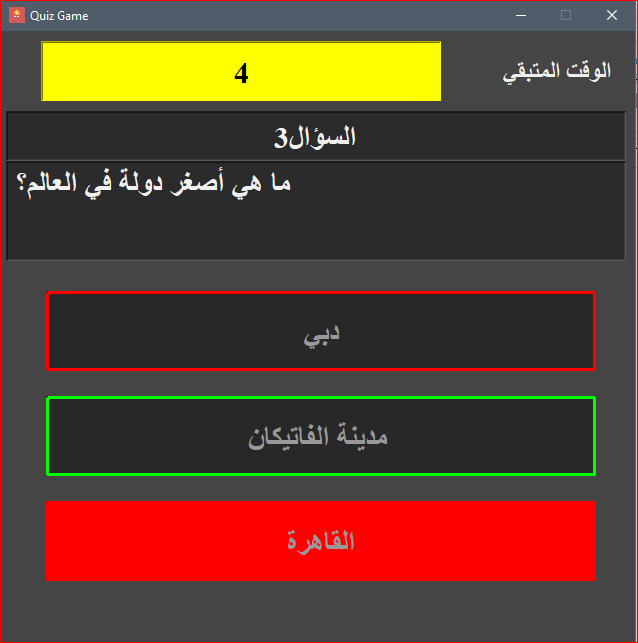 Quiz Game
الوقت المتبقي
4
السؤال3
ما هي أصغر دولة في العالم؟
دبي
مدينة الفاتيكان
القاهرة